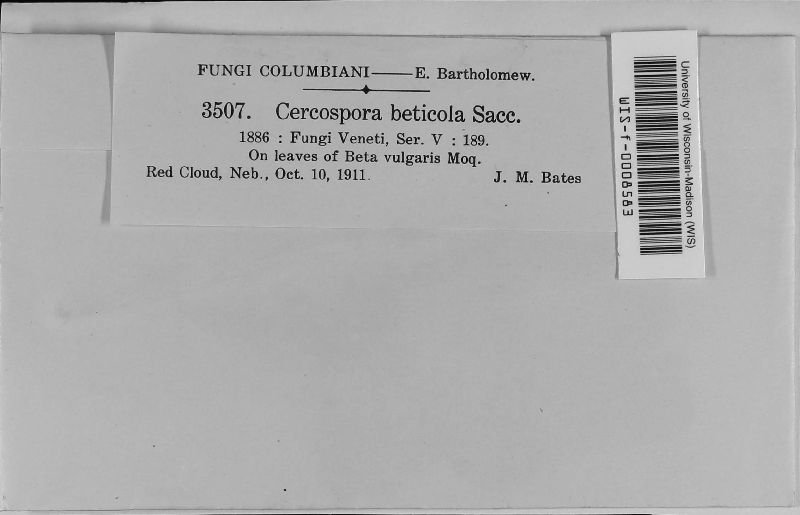 FUNGI COLUMBIANI——E. Bartholomew.
3507. Cercospora beticola Sacc.
1886 : Fungi Veneti, Ser. V : 189.
On leaves of Beta vulgaris Moq.
Red Cloud, Neb., Oct. 10, 1911. J. M. Bates
University of Wisconsin-Madison (WIS)
WIS-f-0008583